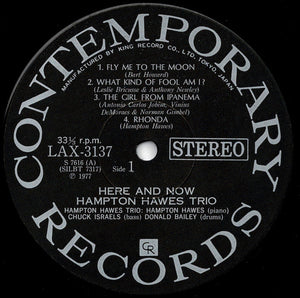 CONTEMPORARY
RECORDS
MANUFACTURED BY KING RECORD CO., LTD. TOKYO, JAPAN
1. FLY ME TO THE MOON
(Bert Howard)
2. WHAT KIND OF FOOL AM I?
(Leslie Bricusse & Anthony Newley)
3. THE GIRL FROM IPANEMA
(Antonio Carlos Jobim, Vinius
DeMoraes & Norman Gimbel)
4. RHONDA
(Hampton Hawes)
33⅓ r.p.m.
LAX-3137
STEREO
S 7616 (A)
(SILBT 7317)
Side 1
℗ 1977
HERE AND NOW
HAMPTON HAWES TRIO
HAMPTON HAWES TRIO: HAMPTON HAWES (piano)
CHUCK ISRAELS (bass) DONALD BAILEY (drums)
CR